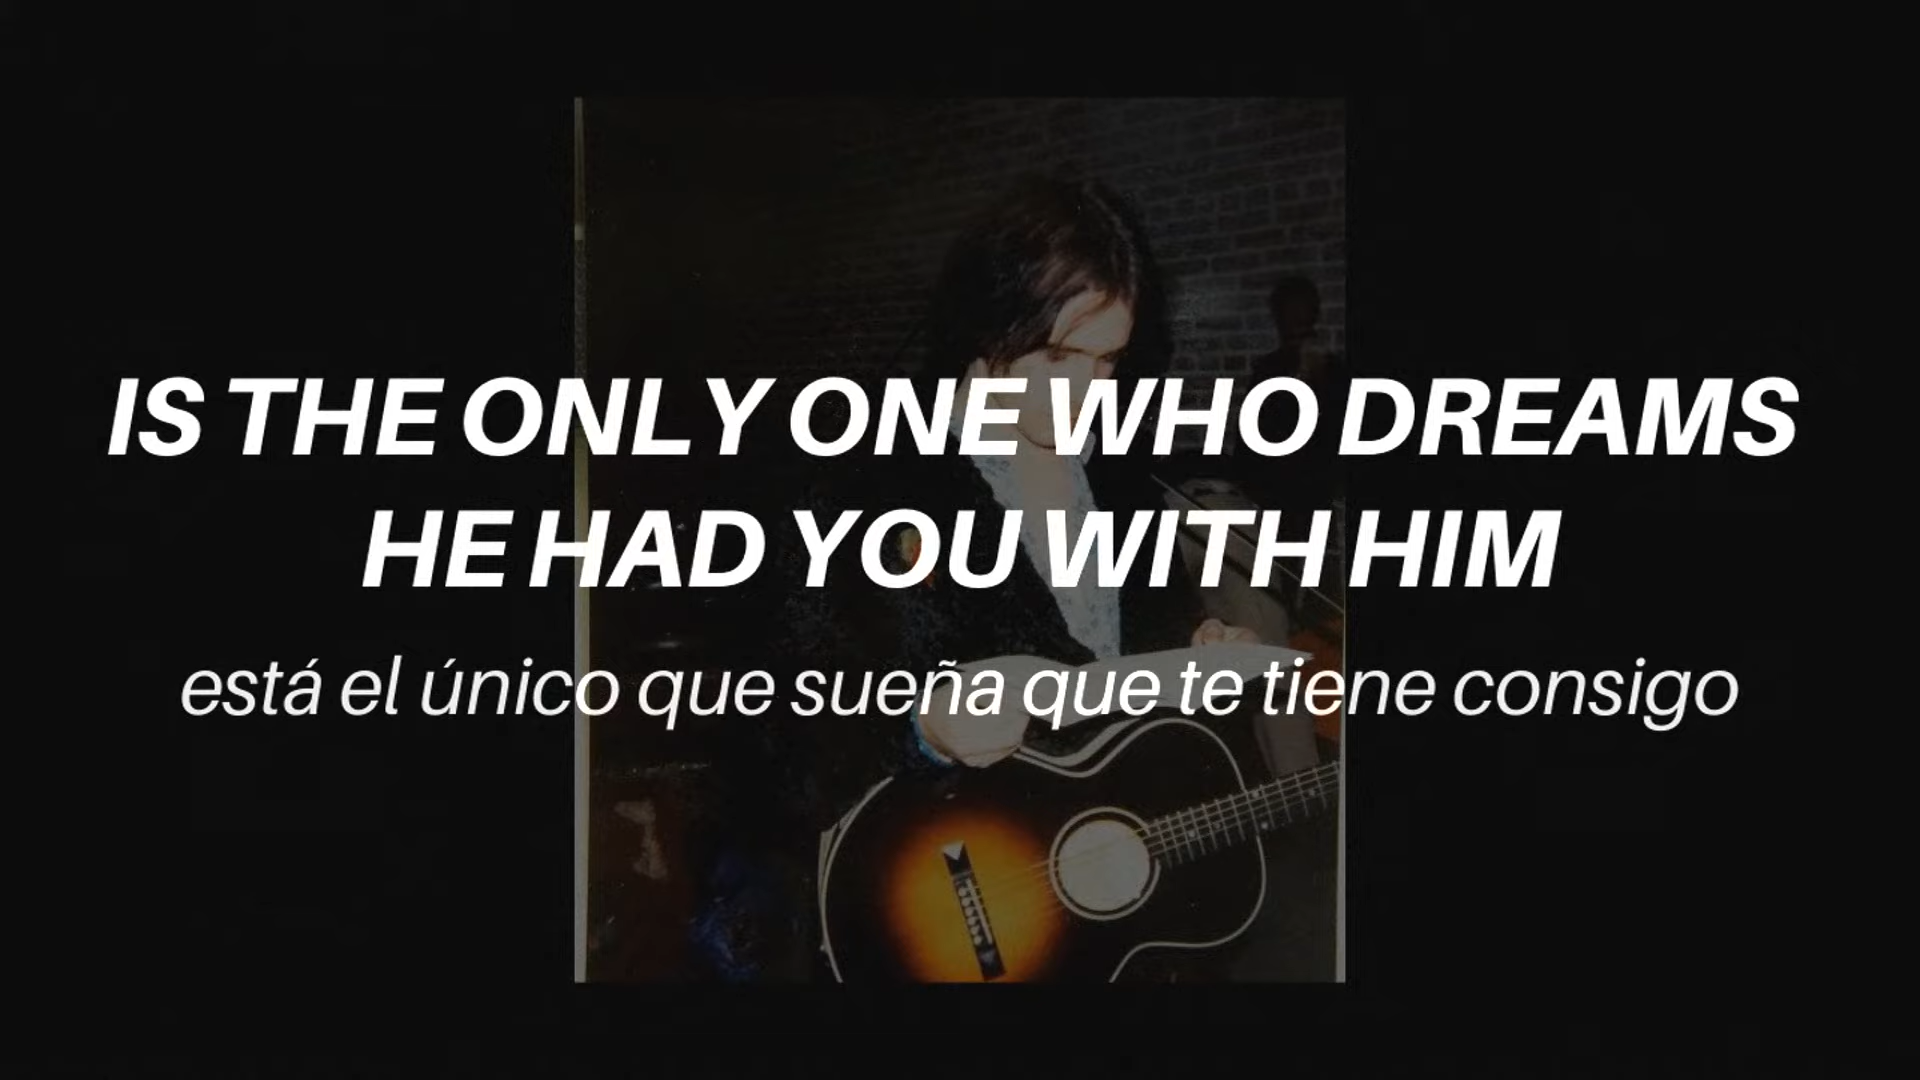 IS THE ONLY ONE WHO DREAMS
HE HAD YOU WITH HIM
está el único que sueña que te tiene consigo